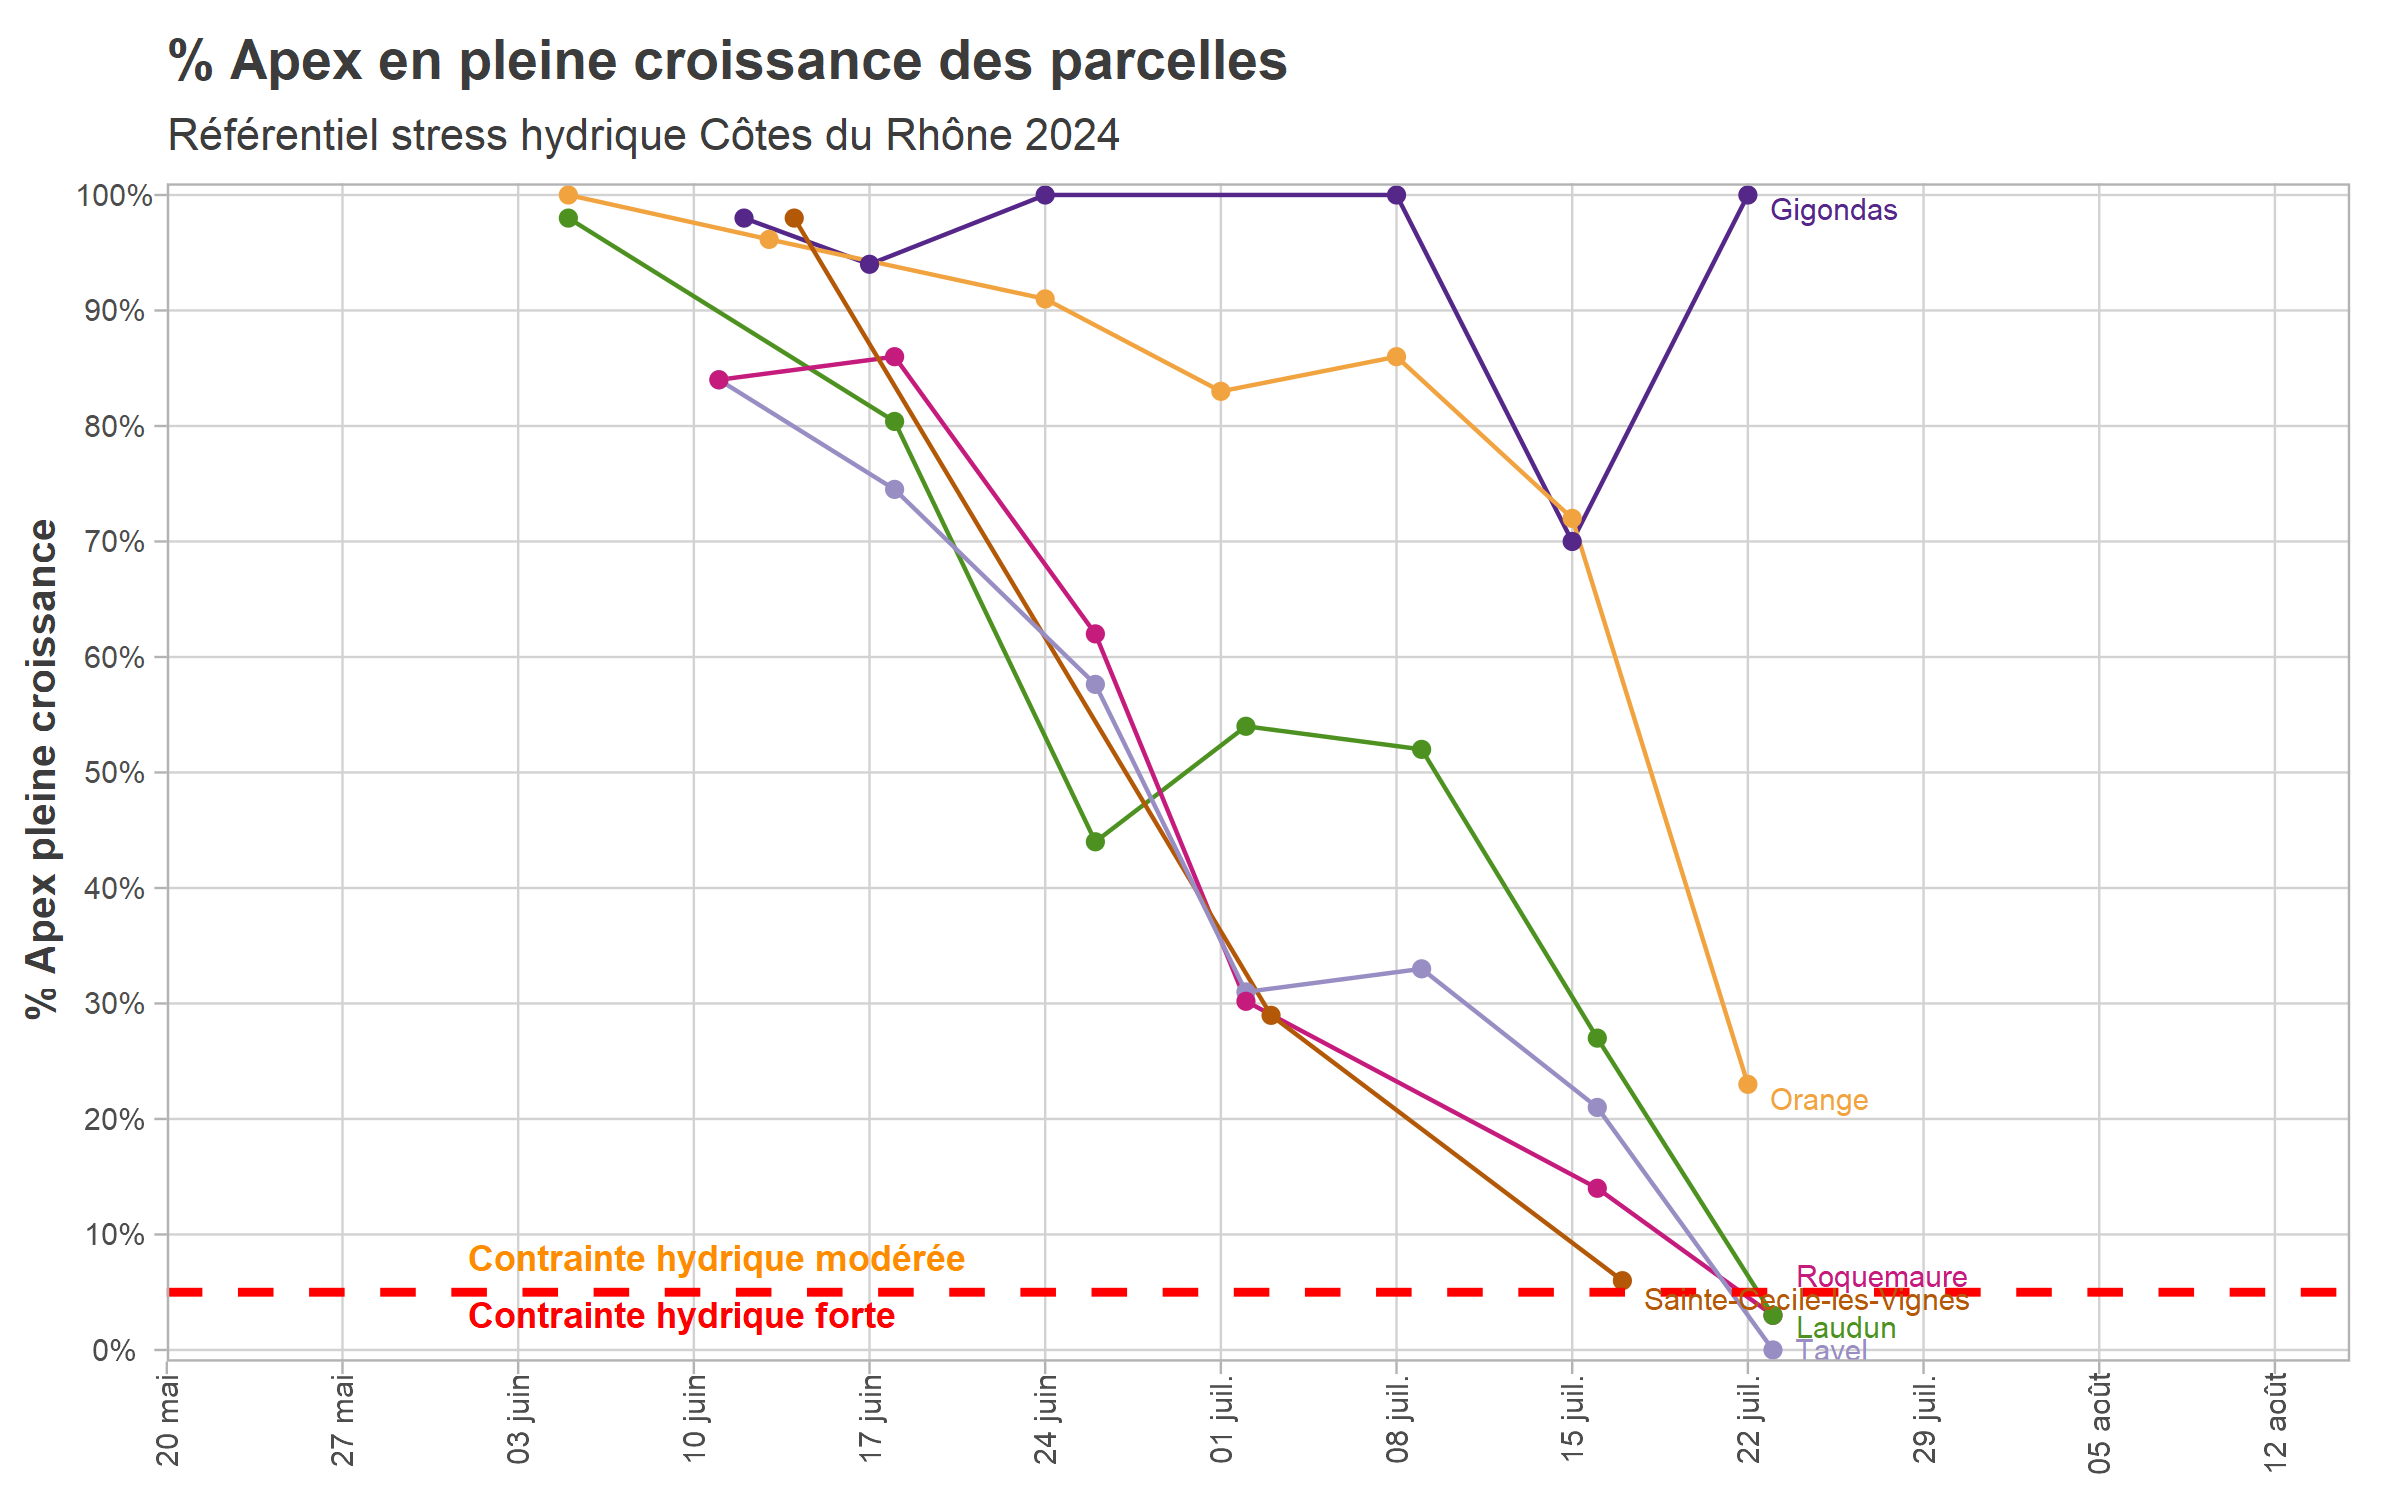 % Apex en pleine croissance des parcelles
Référentiel stress hydrique Côtes du Rhône 2024
% Apex pleine croissance
100%
90%
80%
70%
60%
50%
40%
30%
20%
10%
0%
Gigondas
Orange
Contrainte hydrique modérée
Roquemaure
Sainte-Cécile-les-Vignes
Contrainte hydrique forte
Laudun
Tavel
20 mai
27 mai
03 juin
10 juin
17 juin
24 juin
01 juil.
08 juil.
15 juil.
22 juil.
29 juil.
05 août
12 août